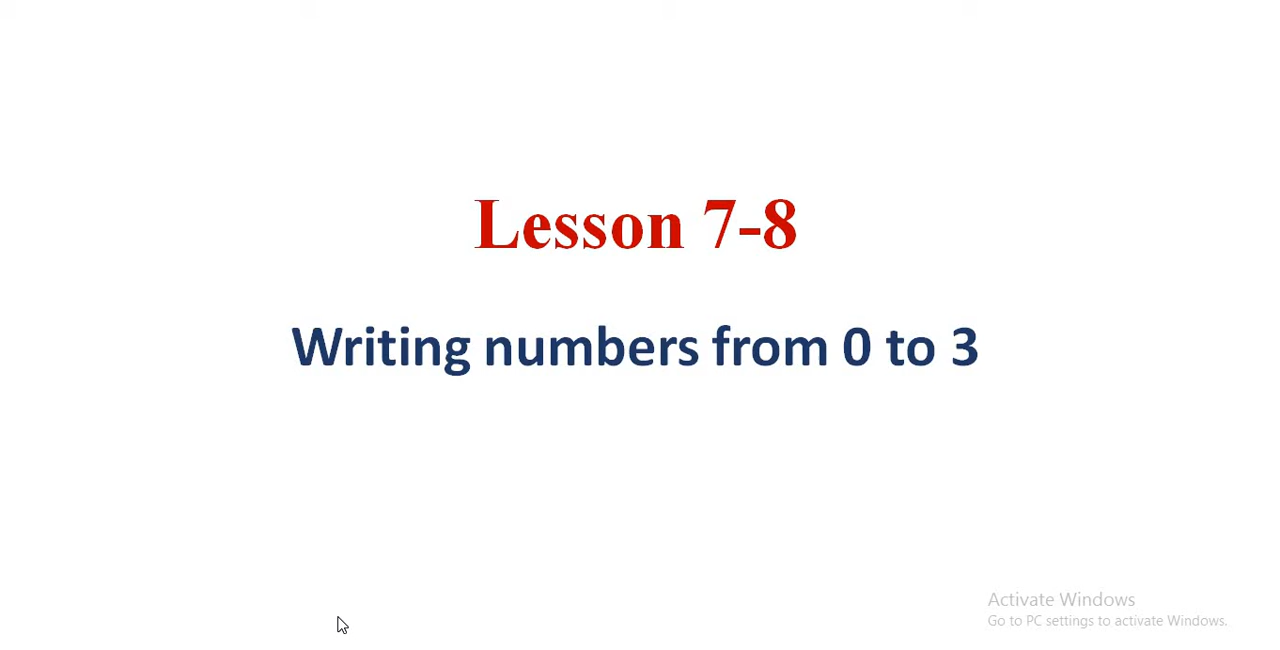 Lesson 7-8
Writing numbers from 0 to 3
Activate Windows
Go to PC settings to activate Windows.